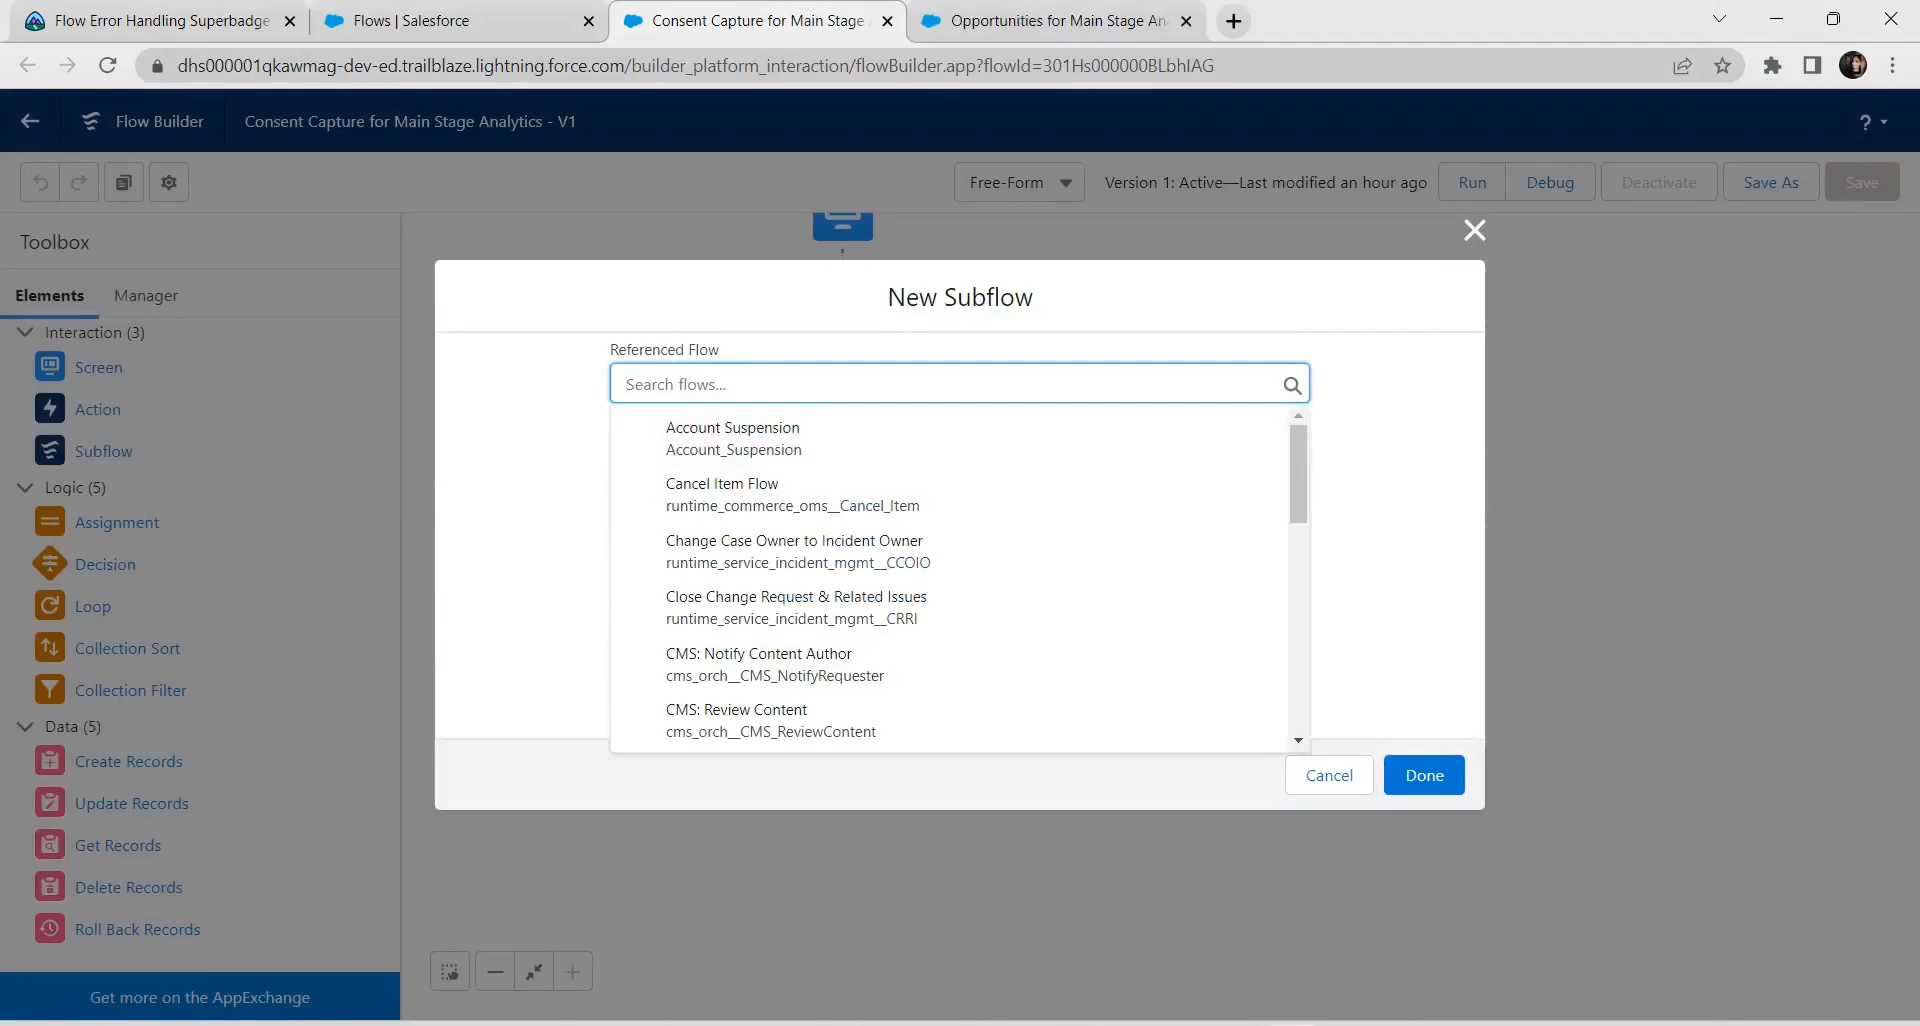 Flow Error Handling Superbadge
Flows | Salesforce
Consent Capture for Main Stage
Opportunities for Main Stage An
dhs000001qkawmag-dev-ed.trailblaze.lightning.force.com/builder_platform_interaction/flowBuilder.app?flowId=301Hs000000BLbhIAG
Flow Builder
Consent Capture for Main Stage Analytics - V1
?
Free-Form
Version 1: Active—Last modified an hour ago
Run
Debug
Deactivate
Save As
Save
Toolbox
Elements
Manager
Interaction (3)
Screen
Action
Subflow
Logic (5)
Assignment
Decision
Loop
Collection Sort
Collection Filter
Data (5)
Create Records
Update Records
Get Records
Delete Records
Roll Back Records
Get more on the AppExchange
New Subflow
Referenced Flow
Search flows...
Account Suspension
Account_Suspension
Cancel Item Flow
runtime_commerce_oms__Cancel_Item
Change Case Owner to Incident Owner
runtime_service_incident_mgmt__CCOIO
Close Change Request & Related Issues
runtime_service_incident_mgmt__CRRI
CMS: Notify Content Author
cms_orch__CMS_NotifyRequester
CMS: Review Content
cms_orch__CMS_ReviewContent
Cancel
Done